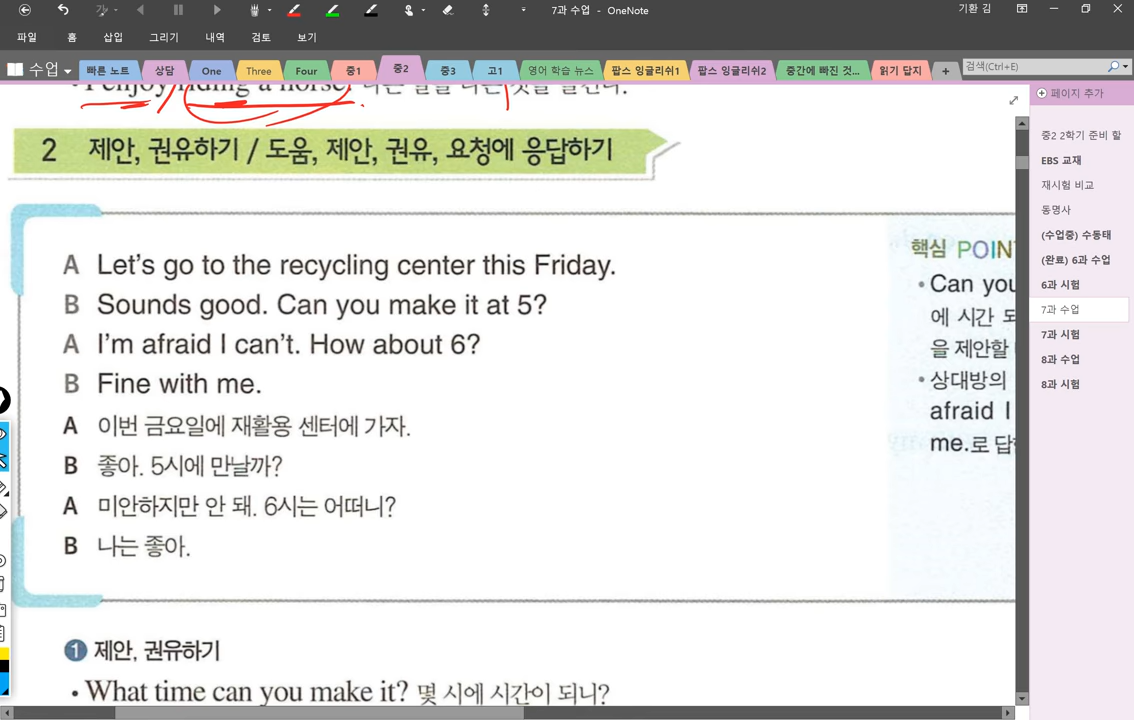 7과 수업 - OneNote
기환 김
파일 홈 삽입 그리기 내역 검토 보기
수업 빠른 노트 상담 One Three Four 중1 중2 중3 고1 영어 학습 뉴스 팝스 잉글리쉬1 팝스 잉글리쉬2 중간에 빠진 것... 읽기 답지 + 검색(Ctrl+E)
페이지 추가
• I enjoy riding a horse.
2 제안, 권유하기 / 도움, 제안, 권유, 요청에 응답하기
A Let's go to the recycling center this Friday.
B Sounds good. Can you make it at 5?
A I'm afraid I can't. How about 6?
B Fine with me.
A 이번 금요일에 재활용 센터에 가자.
B 좋아. 5시에 만날까?
A 미안하지만 안 돼. 6시는 어떠니?
B 나는 좋아.
핵심 POINT
• Can you
에 시간 되
을 제안할
• 상대방의
afraid I
me.로 답
1 제안, 권유하기
• What time can you make it? 몇 시에 시간이 되니?
중2 2학기 준비 할
EBS 교재
재시험 비교
동명사
(수업중) 수동태
(완료) 6과 수업
6과 시험
7과 수업
7과 시험
8과 수업
8과 시험